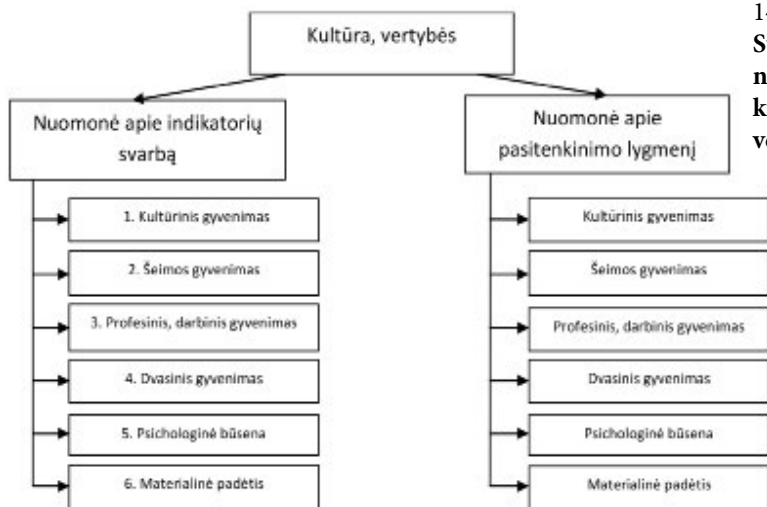 Kultūra, vertybės
Nuomonė apie indikatorių
svarbą
1. Kultūrinis gyvenimas
2. Šeimos gyvenimas
3. Profesinis, darbinis gyvenimas
4. Dvasinis gyvenimas
5. Psichologinė būsena
6. Materialinė padėtis
Nuomonė apie
pasitenkinimo lygmenį
Kultūrinis gyvenimas
Šeimos gyvenimas
Profesinis, darbinis gyvenimas
Dvasinis gyvenimas
Psichologinė būsena
Materialinė padėtis